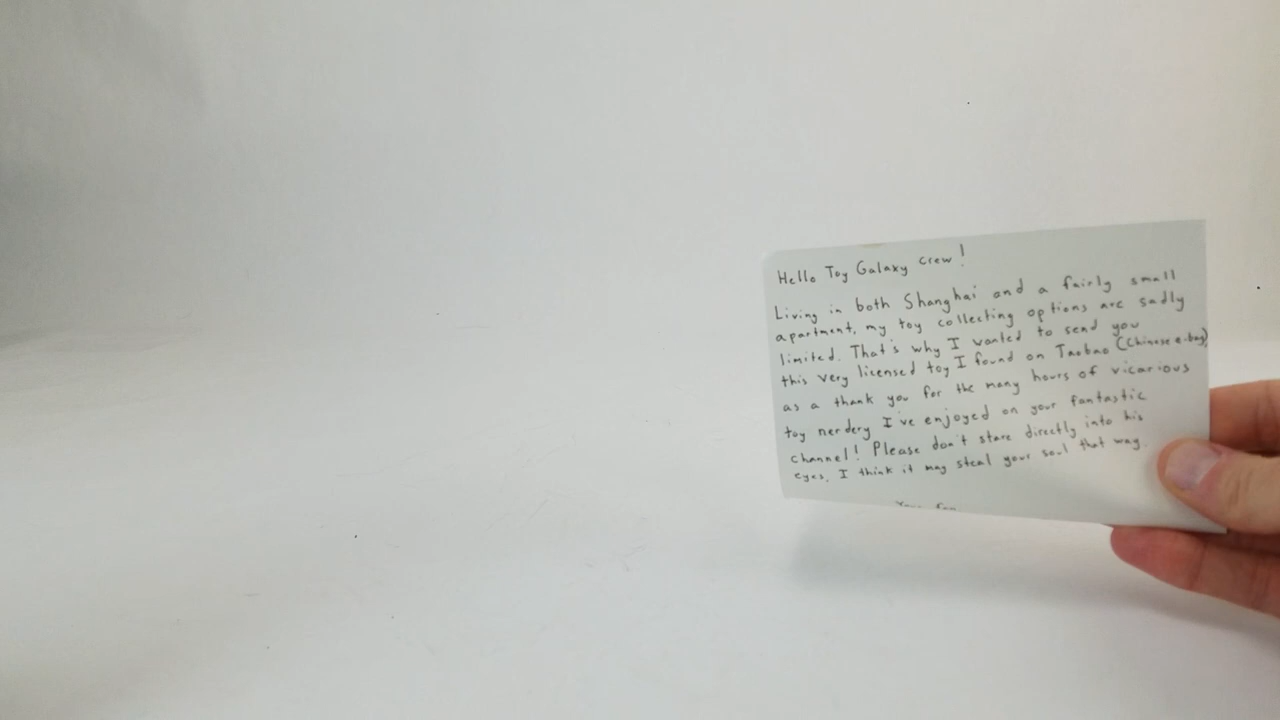 Hello Toy Galaxy crew!
Living in both Shanghai and a fairly small
apartment, my toy collecting options are sadly
limited. That's why I wanted to send you
this very licensed toy I found on Taobao (Chinese e-bay)
as a thank you for the many hours of vicarious
toy nerdery I've enjoyed on your fantastic
channel! Please don't stare directly into his
eyes, I think it may steal your soul that way.